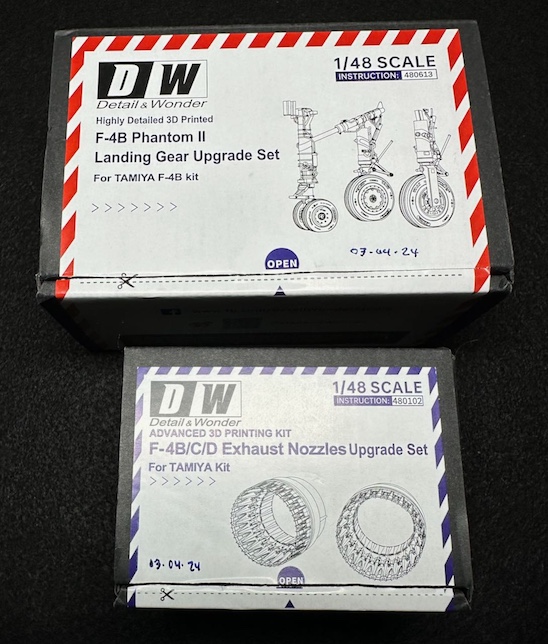 DW
Detail & Wonder
1/48 SCALE
INSTRUCTION: 480613
Highly Detailed 3D Printed
F-4B Phantom II
Landing Gear Upgrade Set
For TAMIYA F-4B kit
> > > > > > >
OPEN
03.04.24
DW
Detail & Wonder
1/48 SCALE
INSTRUCTION: 480102
ADVANCED 3D PRINTING KIT
F-4B/C/D Exhaust Nozzles Upgrade Set
For TAMIYA Kit
> > > > > >
03.04.24
OPEN